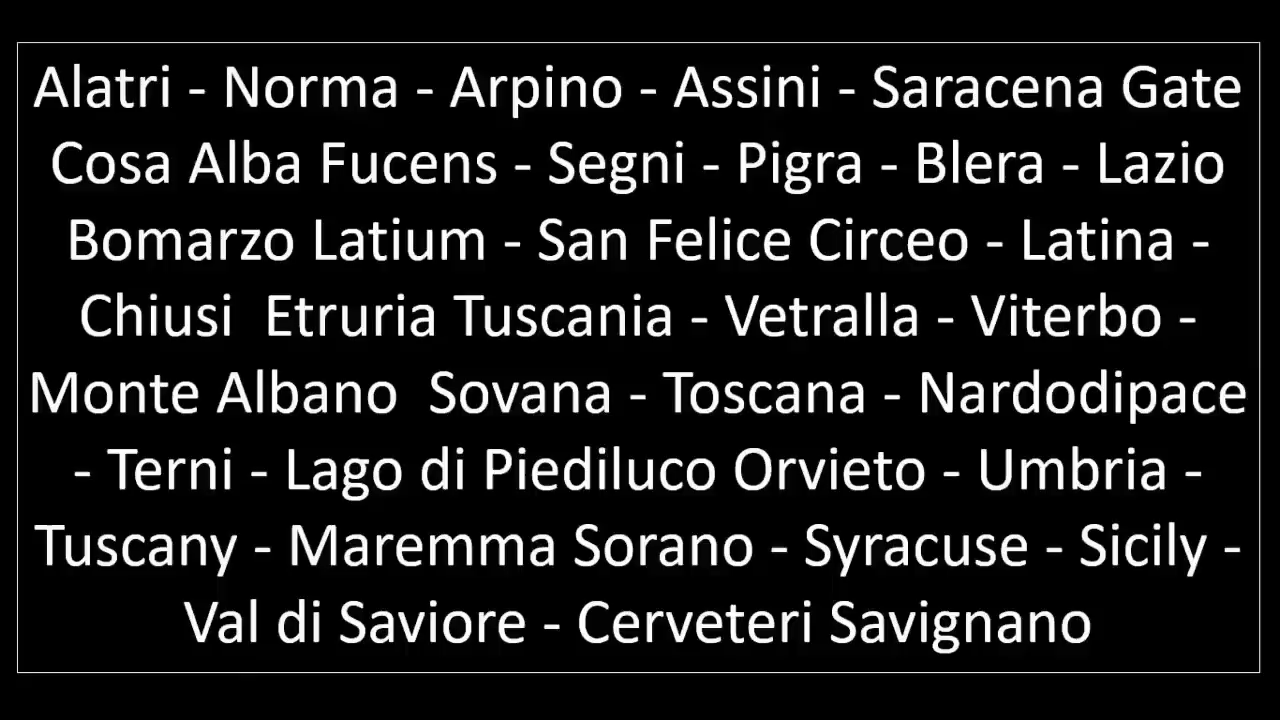 Alatri - Norma - Arpino - Assini - Saracena Gate
Cosa Alba Fucens - Segni - Pigra - Blera - Lazio
Bomarzo Latium - San Felice Circeo - Latina -
Chiusi  Etruria Tuscania - Vetralla - Viterbo -
Monte Albano  Sovana - Toscana - Nardodipace
- Terni - Lago di Piediluco Orvieto - Umbria -
Tuscany - Maremma Sorano - Syracuse - Sicily -
Val di Saviore - Cerveteri Savignano